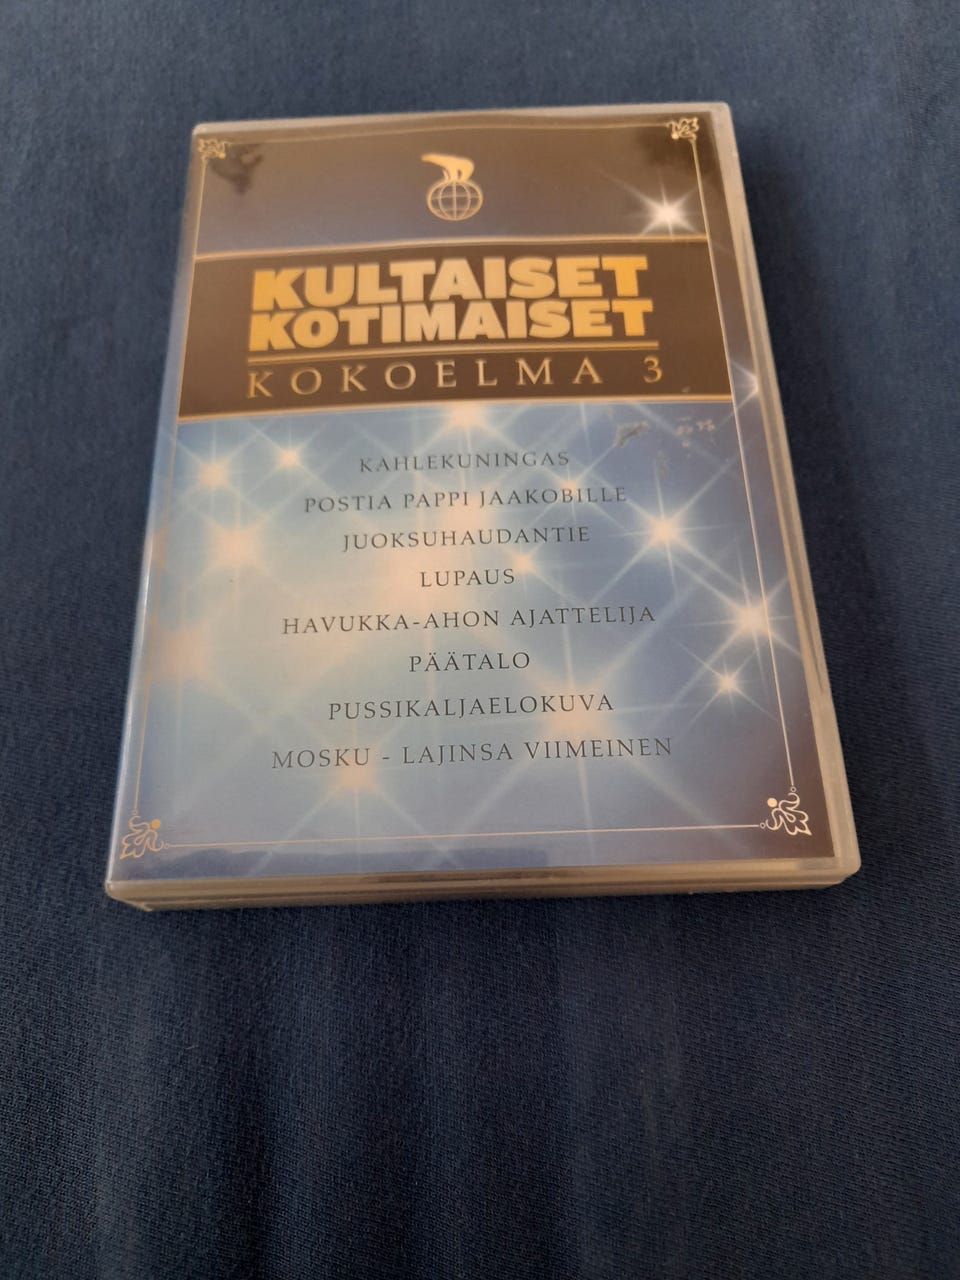 KULTAISET
KOTIMAISET
KOKOELMA 3
KAHLEKUNINGAS
POSTIA PAPPI JAAKOBILLE
JUOKSUHAUDANTIE
LUPAUS
HAVUKKA-AHON AJATTELIJA
PÄÄTALO
PUSSIKALJAELOKUVA
MOSKU - LAJINSA VIIMEINEN